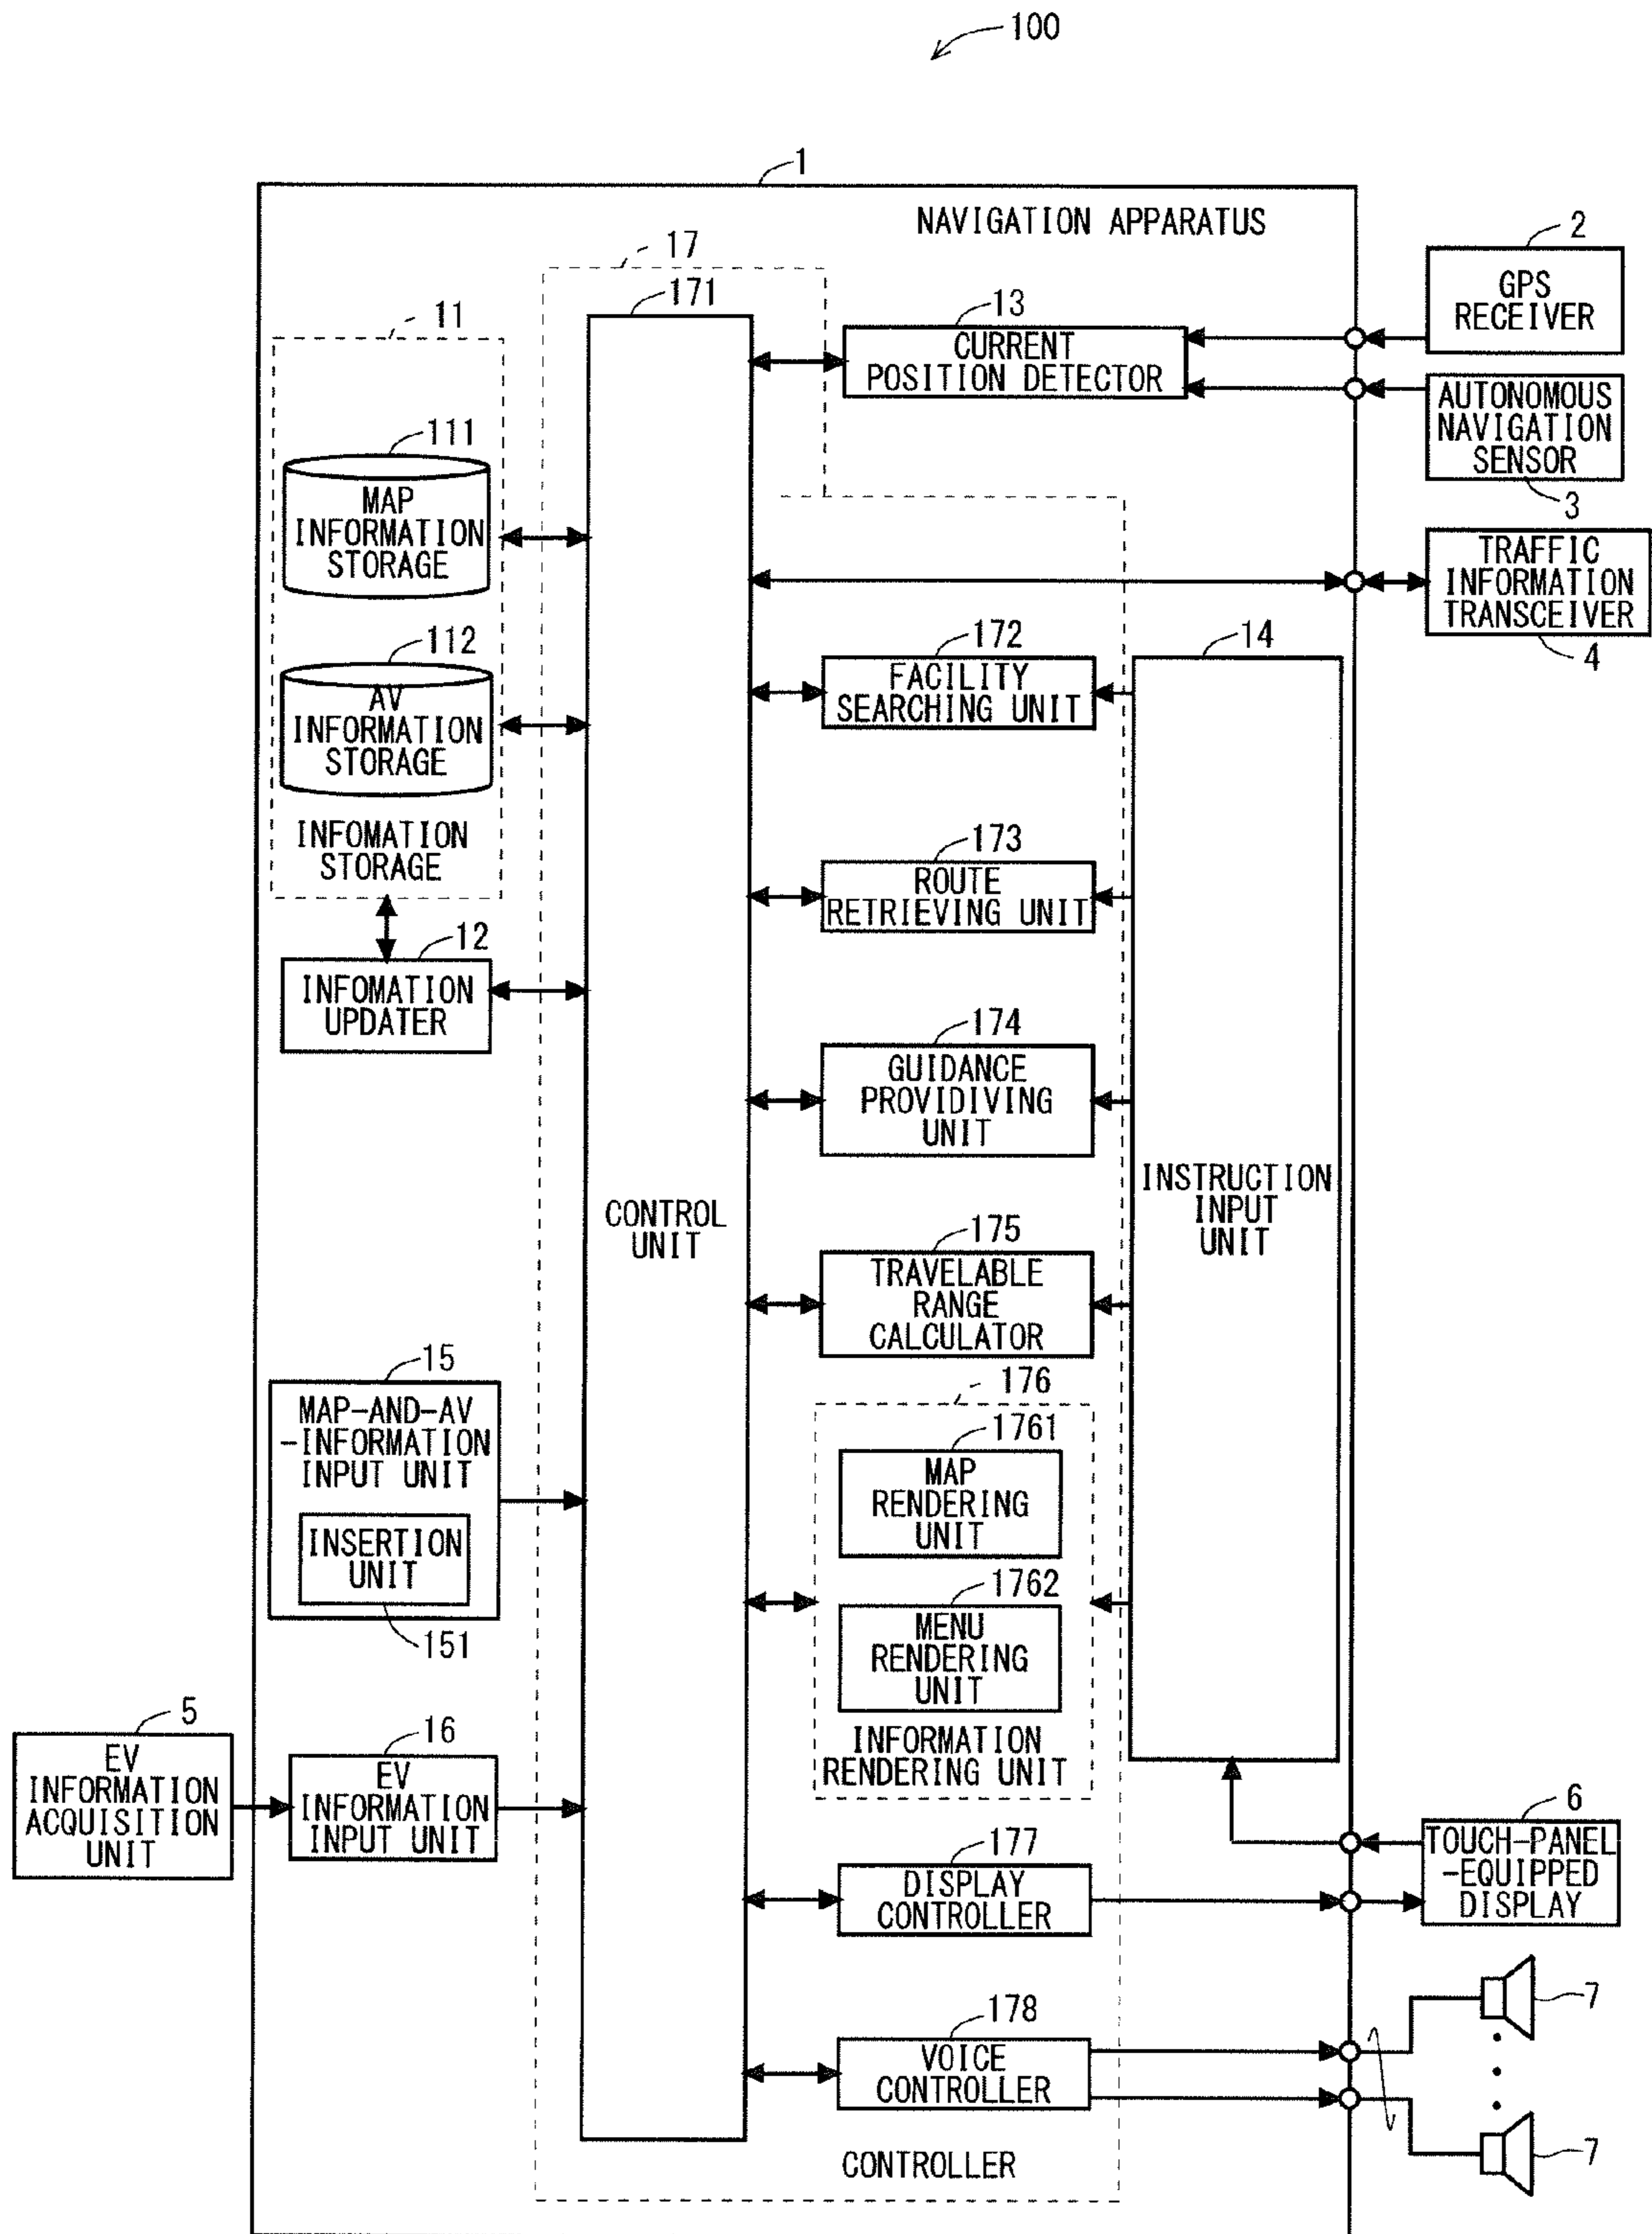 100
1
NAVIGATION APPARATUS
2
GPS
RECEIVER
17
171
13
CURRENT
POSITION DETECTOR
11
AUTONOMOUS
NAVIGATION
SENSOR
3
111
MAP
INFORMATION
STORAGE
TRAFFIC
INFORMATION
TRANSCEIVER
4
112
AV
INFORMATION
STORAGE
INFOMATION
STORAGE
172
FACILITY
SEARCHING UNIT
14
173
ROUTE
RETRIEVING UNIT
12
INFOMATION
UPDATER
174
GUIDANCE
PROVIDIVING
UNIT
CONTROL
UNIT
INSTRUCTION
INPUT
UNIT
175
TRAVELABLE
RANGE
CALCULATOR
15
MAP-AND-AV
-INFORMATION
INPUT UNIT
INSERTION
UNIT
151
176
1761
MAP
RENDERING
UNIT
1762
MENU
RENDERING
UNIT
INFORMATION
RENDERING UNIT
5
EV
INFORMATION
ACQUISITION
UNIT
16
EV
INFORMATION
INPUT UNIT
6
TOUCH-PANEL
-EQUIPPED
DISPLAY
177
DISPLAY
CONTROLLER
178
VOICE
CONTROLLER
7
7
CONTROLLER